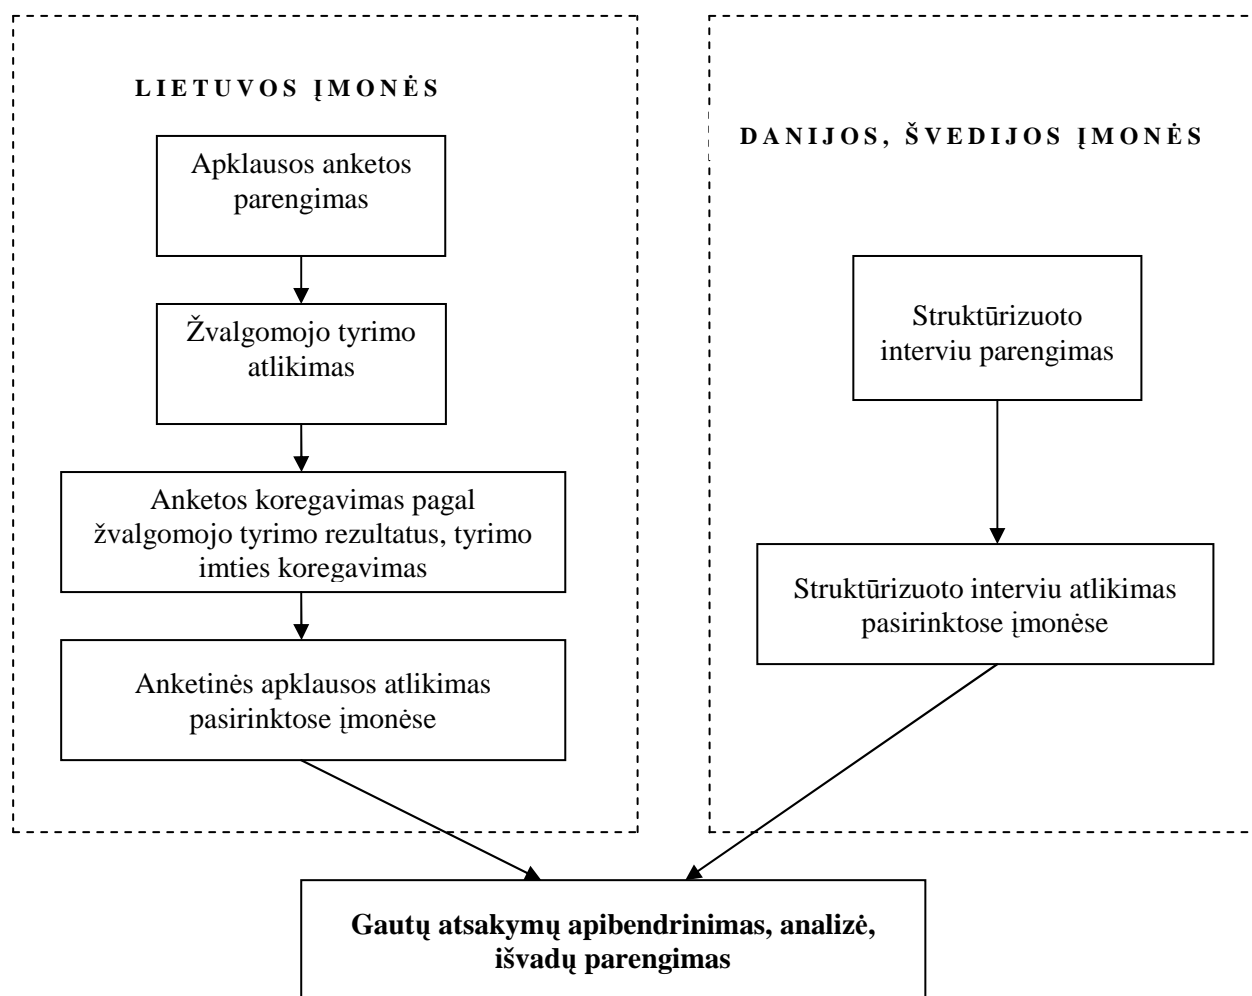 LIETUVOS ĮMONĖS
Apklausos anketos
parengimas
Žvalgomojo tyrimo
atlikimas
Anketos koregavimas pagal
žvalgomojo tyrimo rezultatus, tyrimo
imties koregavimas
Anketinės apklausos atlikimas
pasirinktose įmonėse
DANIJOS, ŠVEDIJOS ĮMONĖS
Struktūrizuoto
interviu parengimas
Struktūrizuoto interviu atlikimas
pasirinktose įmonėse
Gautų atsakymų apibendrinimas, analizė,
išvadų parengimas